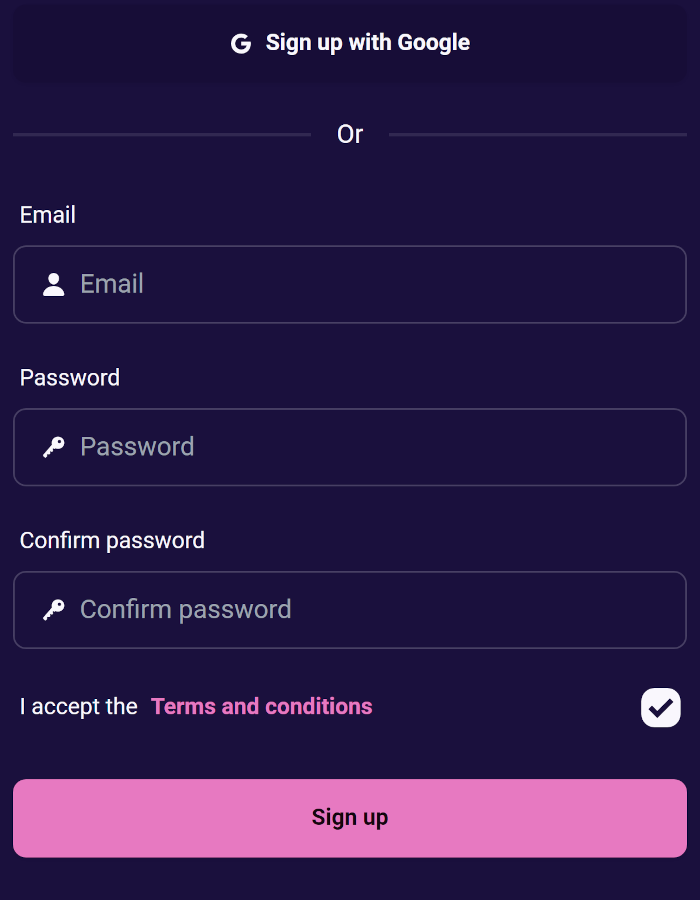 Sign up with Google
Or
Email
Email
Password
Password
Confirm password
Confirm password
I accept the Terms and conditions
Sign up